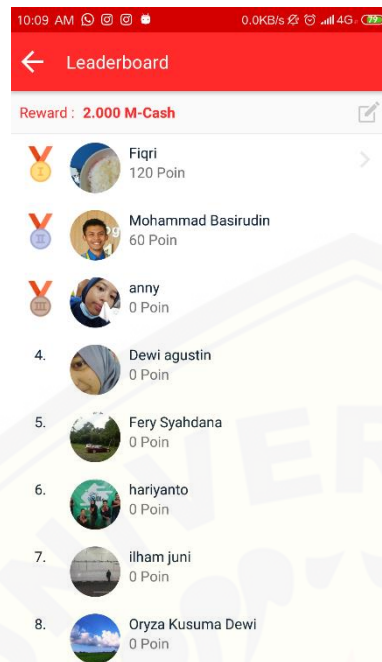 10:09 AM 0.0KB/s 4G 79
Leaderboard
Reward : 2.000 M-Cash
I Fiqri
120 Poin
II Mohammad Basirudin
60 Poin
III anny
0 Poin
4. Dewi agustin
0 Poin
5. Fery Syahdana
0 Poin
6. hariyanto
0 Poin
7. ilham juni
0 Poin
8. Oryza Kusuma Dewi
0 Poin